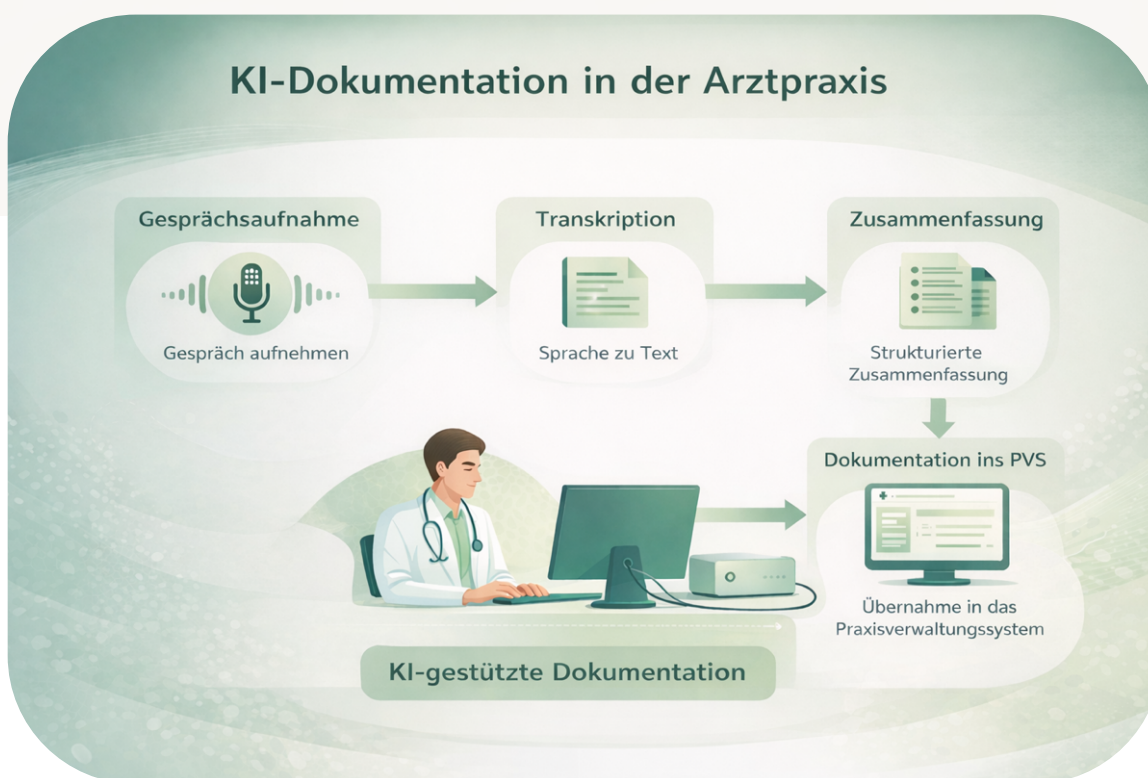 KI-Dokumentation in der Arztpraxis
Gesprächsaufnahme
Gespräch aufnehmen
Transkription
Sprache zu Text
Zusammenfassung
Strukturierte
Zusammenfassung
Dokumentation ins PVS
Übernahme in das
Praxisverwaltungssystem
KI-gestützte Dokumentation